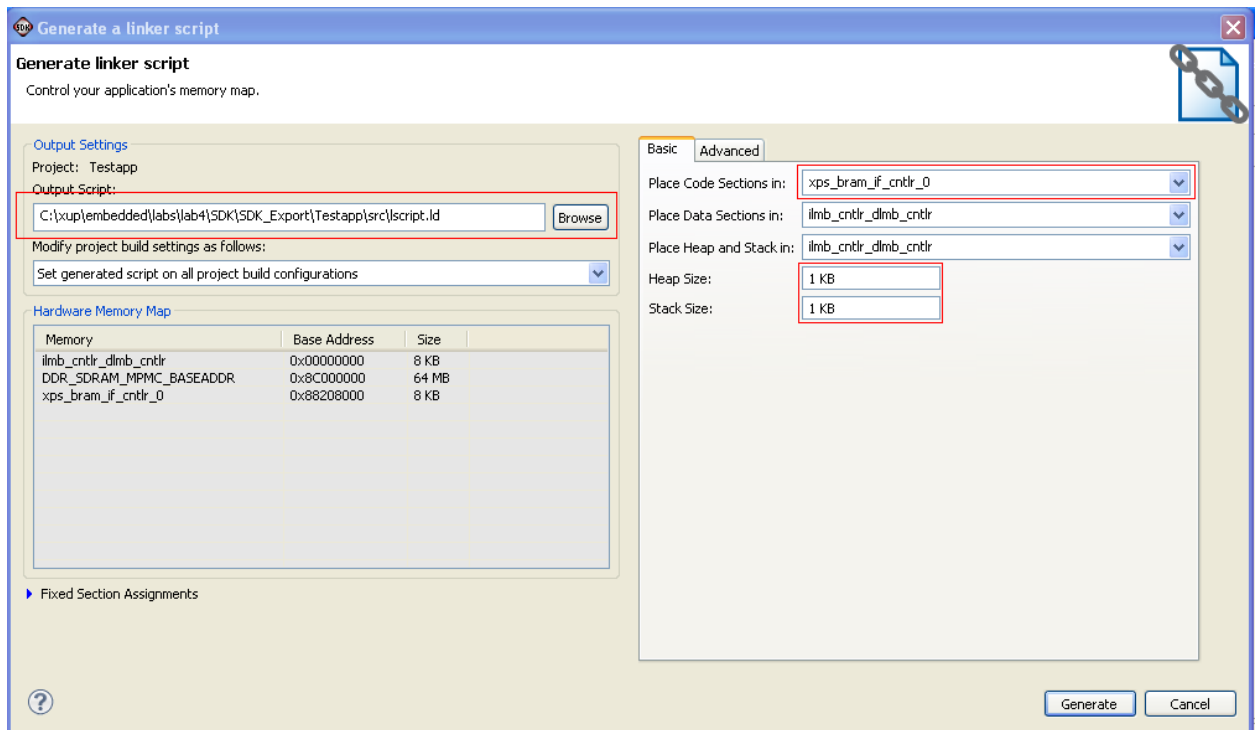 SDK Generate a linker script
Generate linker script
Control your application's memory map.
Output Settings
Project: Testapp
Output Script:
C:\xup\embedded\labs\lab4\SDK\SDK_Export\Testapp\src\lscript.ld Browse
Modify project build settings as follows:
Set generated script on all project build configurations
Hardware Memory Map
Memory Base Address Size
ilmb_cntlr_dlmb_cntlr 0x00000000 8 KB
DDR_SDRAM_MPMC_BASEADDR 0x8C000000 64 MB
xps_bram_if_cntlr_0 0x88208000 8 KB
Fixed Section Assignments
Basic Advanced
Place Code Sections in: xps_bram_if_cntlr_0
Place Data Sections in: ilmb_cntlr_dlmb_cntlr
Place Heap and Stack in: ilmb_cntlr_dlmb_cntlr
Heap Size: 1 KB
Stack Size: 1 KB
? Generate Cancel